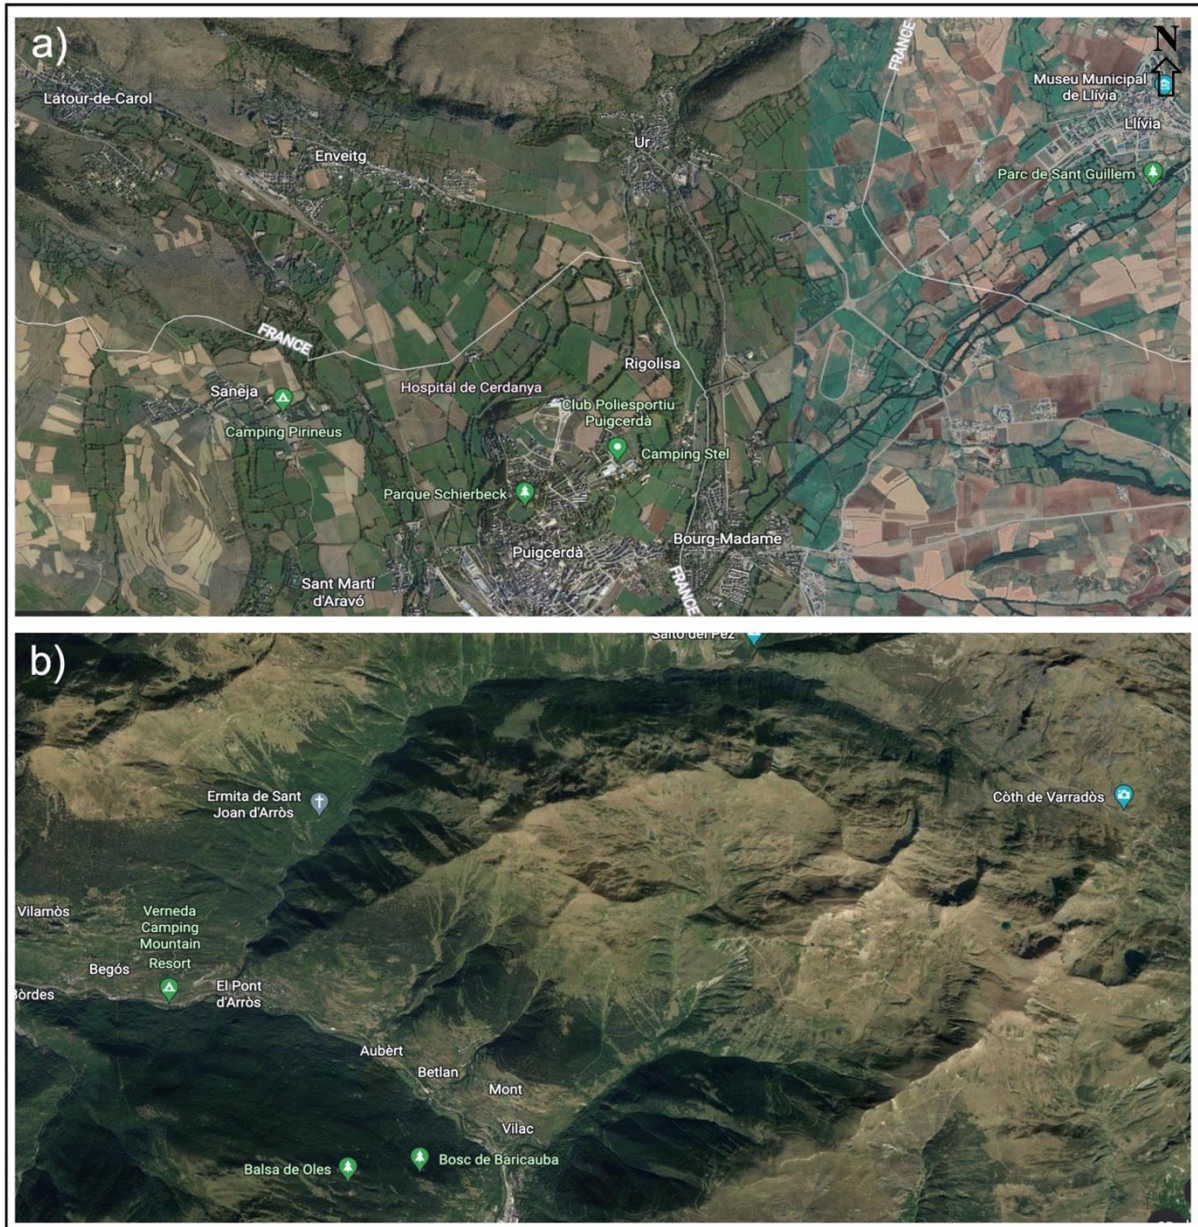 a)
FRANCE
N
Museu Municipal
de Llívia
Latour-de-Carol
Llívia
Ur
Enveitg
Parc de Sant Guillem
FRANCE
Rigolisa
Saneja
Hospital de Cerdanya
Club Poliesportiu
Puigcerdà
Camping Pirineus
Camping Stel
Parque Schierbeck
Bourg-Madame
Puigcerdà
FRANCE
Sant Martí
d'Aravó
b)
Salto del Pez
Ermita de Sant
Joan d'Arròs
Còth de Varradòs
Vilamòs
Verneda
Camping
Mountain
Resort
Begós
El Pont
d'Arròs
Bòrdes
Aubèrt
Betlan
Mont
Vilac
Balsa de Oles
Bosc de Baricauba